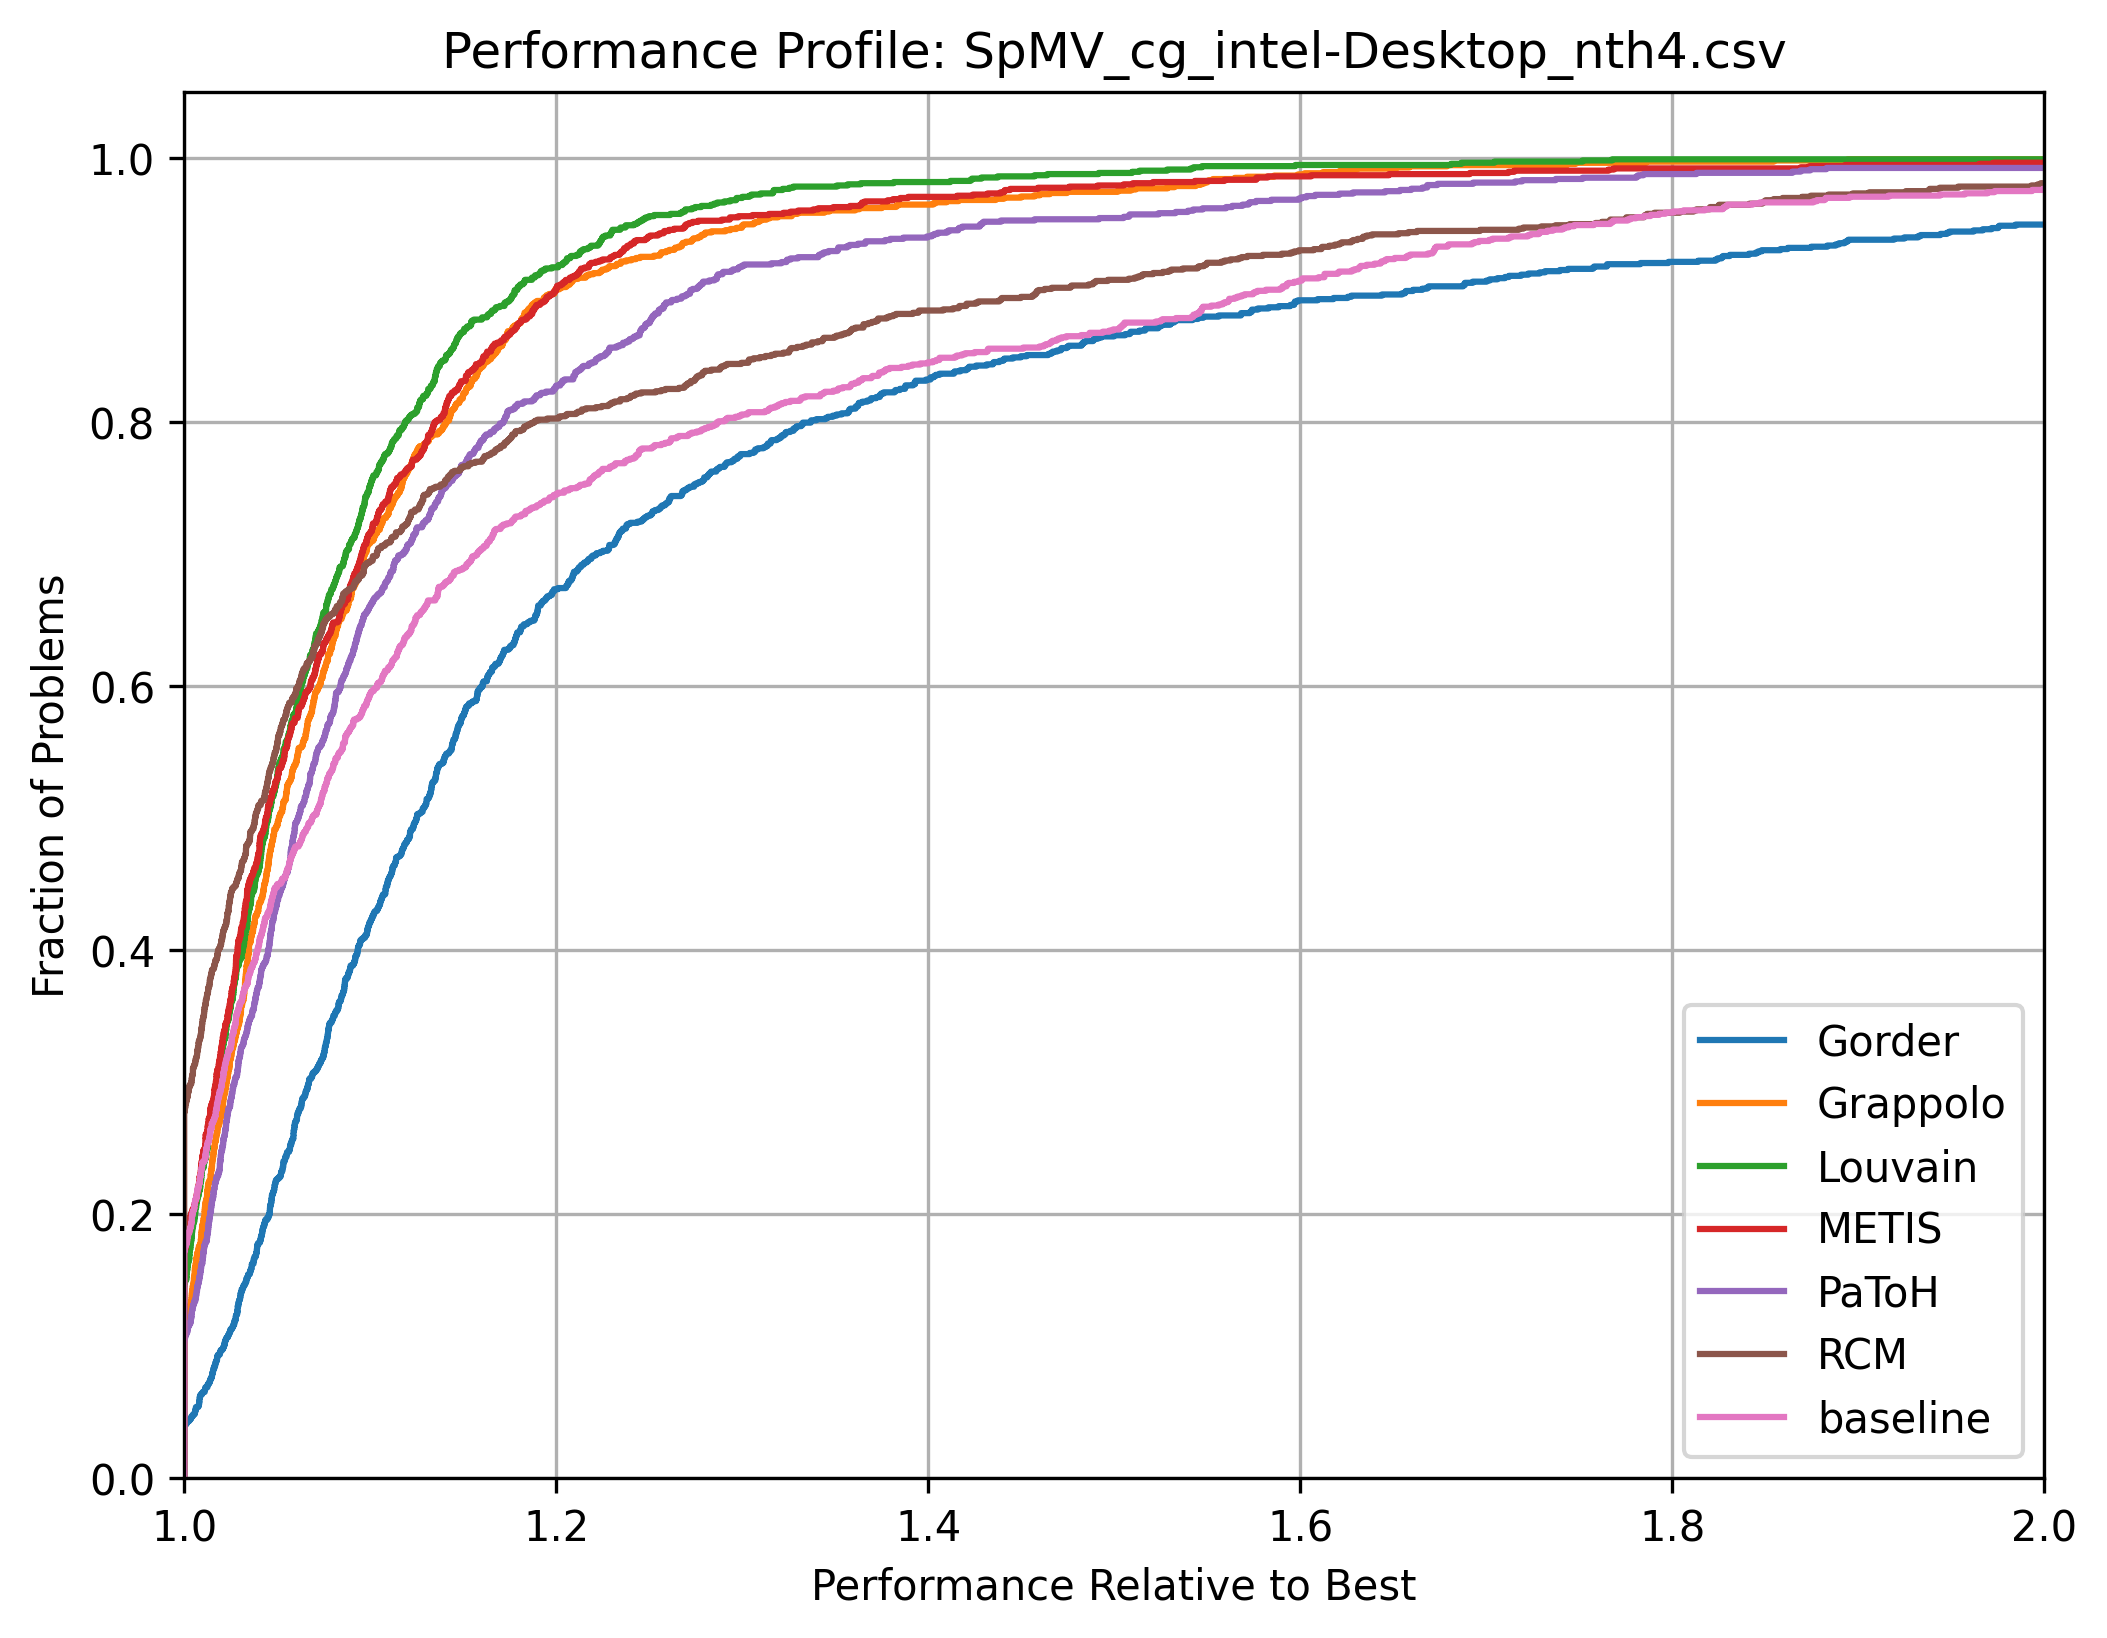 Performance Profile: SpMV_cg_intel-Desktop_nth4.csv
1.0
0.8
0.6
0.4
0.2
0.0
Fraction of Problems
1.0 1.2 1.4 1.6 1.8 2.0
Performance Relative to Best
Gorder
Grappolo
Louvain
METIS
PaToH
RCM
baseline